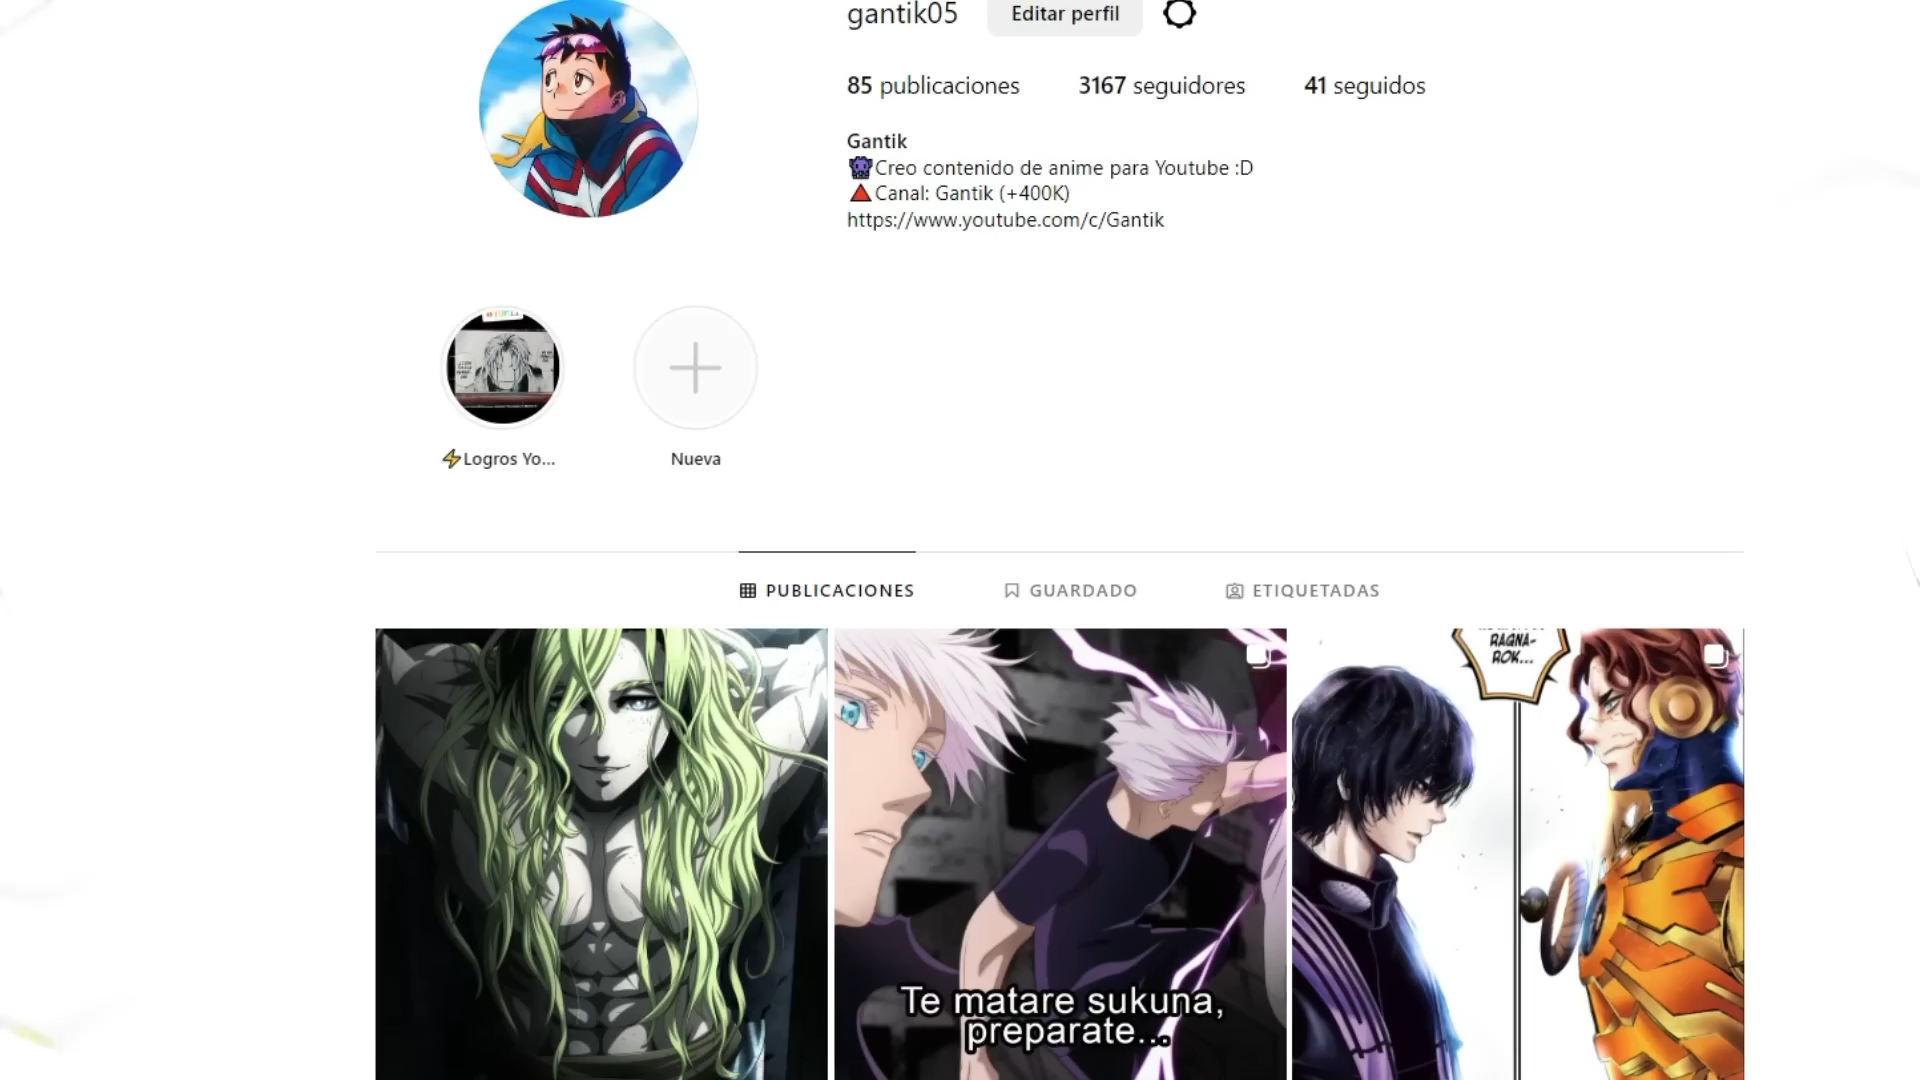 gantik05 Editar perfil
85 publicaciones 3167 seguidores 41 seguidos
Gantik
Creo contenido de anime para Youtube :D
Canal: Gantik (+400K)
https://www.youtube.com/c/Gantik
Logros Yo...
Nueva
PUBLICACIONES GUARDADO ETIQUETADAS
RAGNA-
ROK...
Te matare sukuna,
preparate...